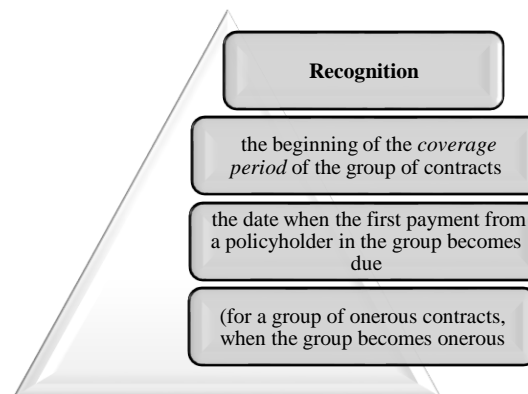 Recognition
the beginning of the coverage
period of the group of contracts
the date when the first payment from
a policyholder in the group becomes
due
(for a group of onerous contracts,
when the group becomes onerous